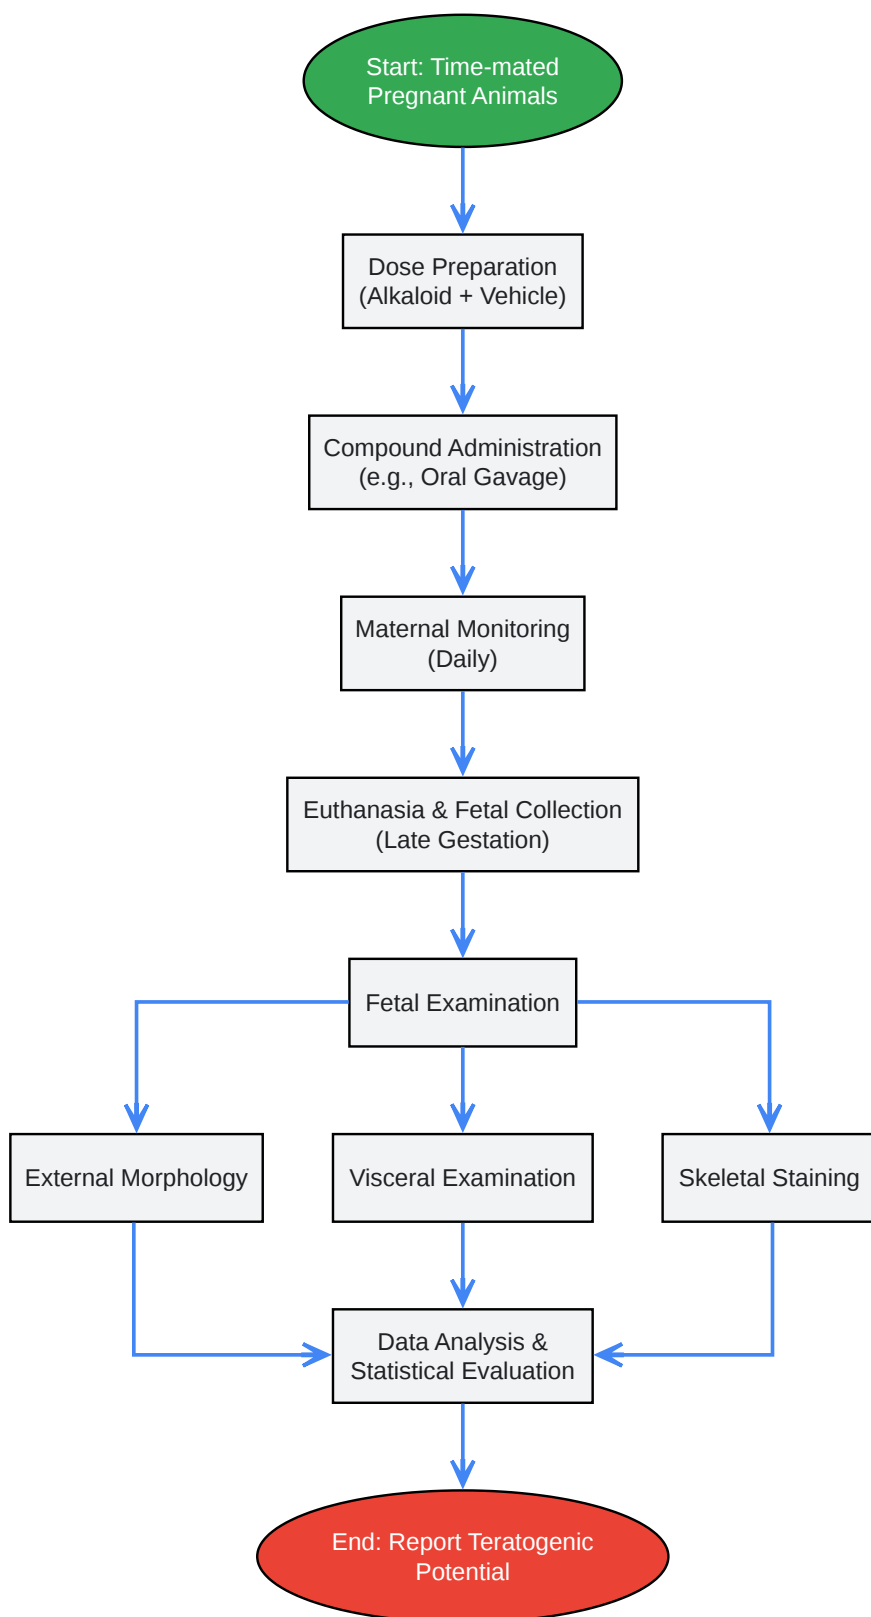 Start: Time-mated
Pregnant Animals
Dose Preparation
(Alkaloid + Vehicle)
Compound Administration
(e.g., Oral Gavage)
Maternal Monitoring
(Daily)
Euthanasia & Fetal Collection
(Late Gestation)
Fetal Examination
External Morphology
Visceral Examination
Skeletal Staining
Data Analysis &
Statistical Evaluation
End: Report Teratogenic
Potential